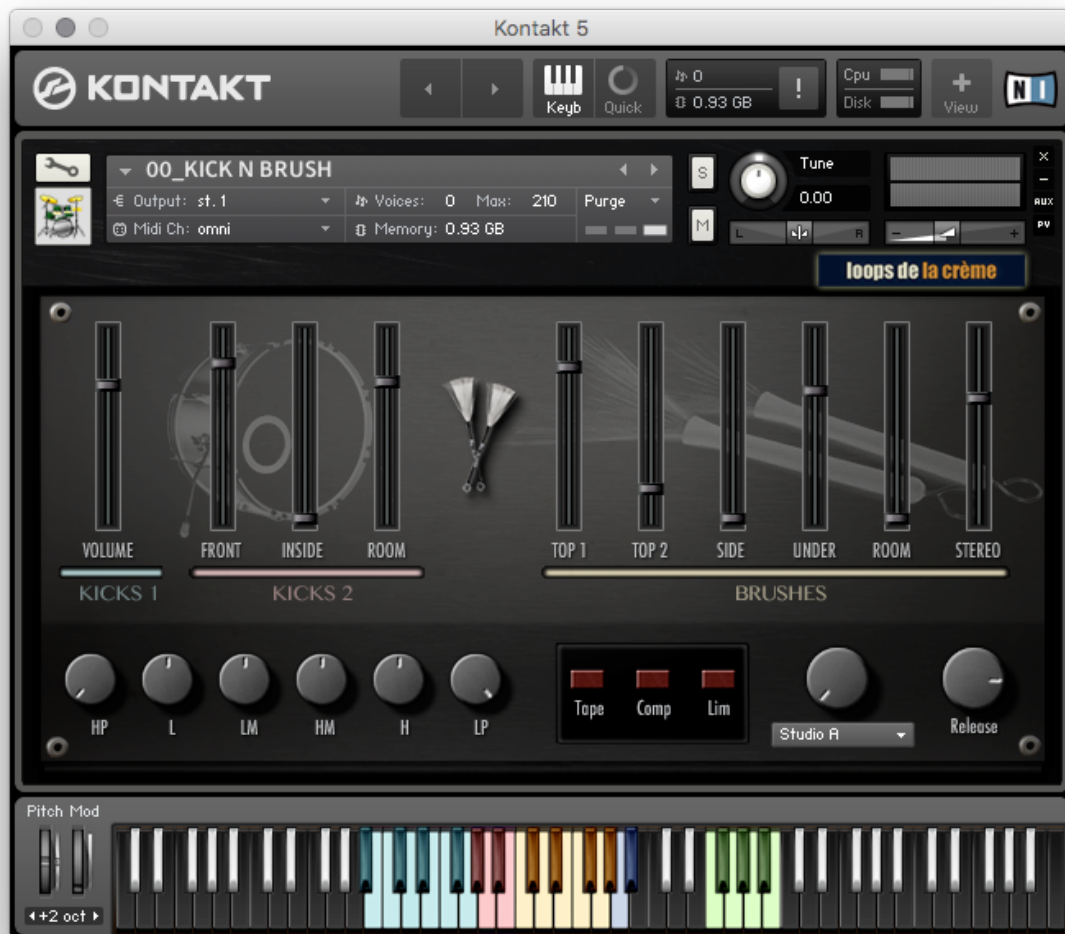 Kontakt 5
KONTAKT
Keyb
Quick
0
0.93 GB
!
Cpu
Disk
+
View
NI
00_KICK N BRUSH
Output: st. 1
Voices: 0 Max: 210
Purge
Midi Ch: omni
Memory: 0.93 GB
S
M
Tune
0.00
L R
- +
x
-
AUX
PV
loops de la crème
VOLUME FRONT INSIDE ROOM TOP 1 TOP 2 SIDE UNDER ROOM STEREO
KICKS 1 KICKS 2 BRUSHES
HP L LM HM H LP
Tape Comp Lim
Studio A
Release
Pitch Mod
+2 oct